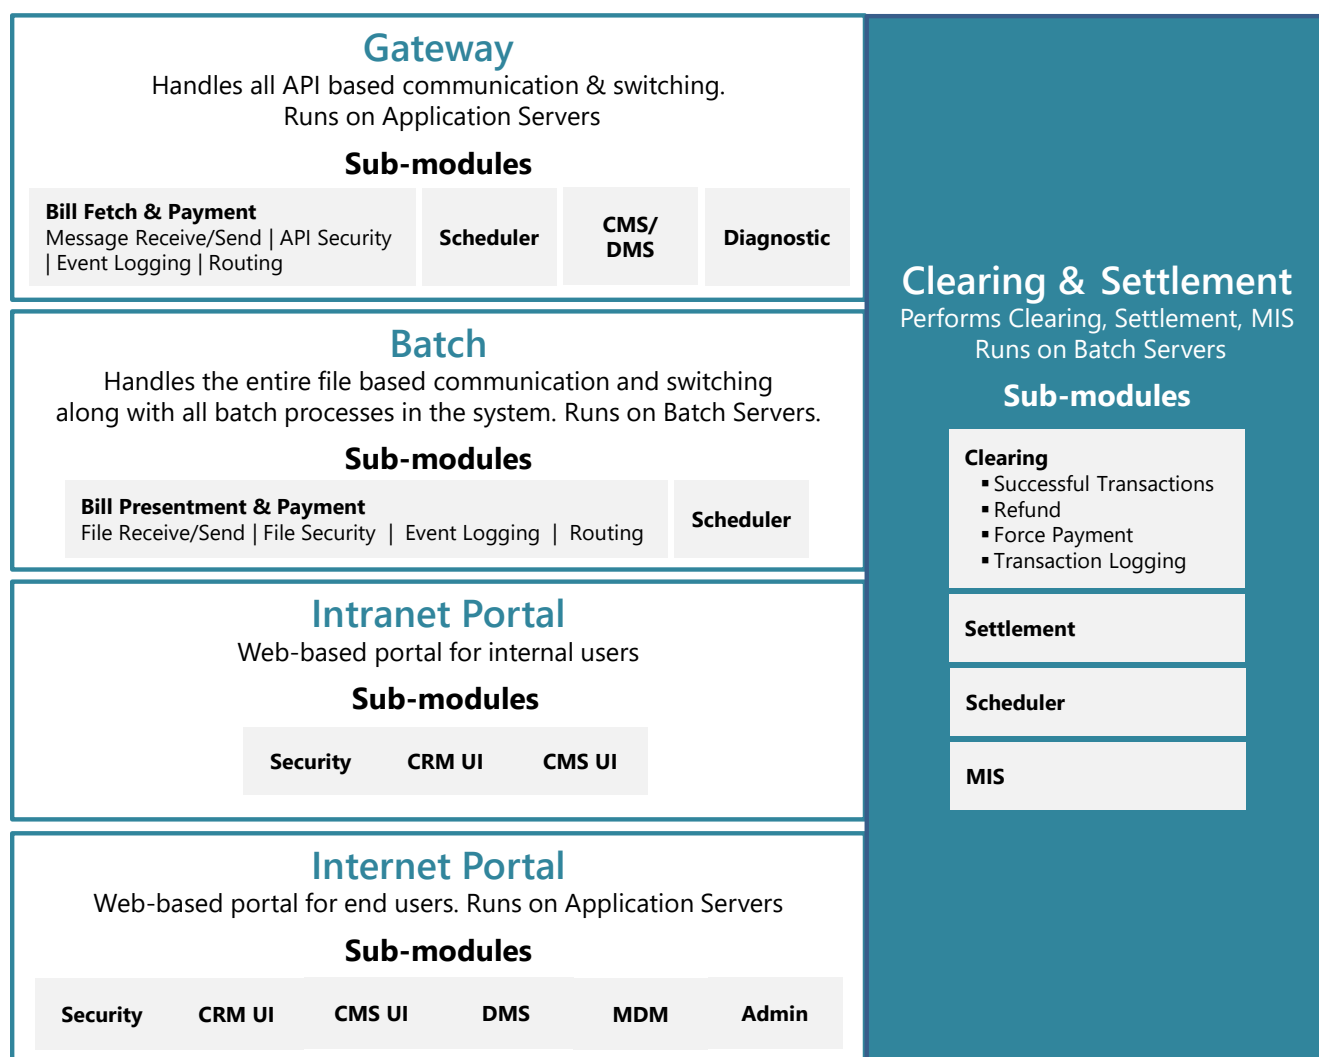 Gateway
Handles all API based communication & switching.
Runs on Application Servers
Sub-modules
Bill Fetch & Payment
Message Receive/Send | API Security
| Event Logging | Routing
Scheduler
CMS/
DMS
Diagnostic
Batch
Handles the entire file based communication and switching
along with all batch processes in the system. Runs on Batch Servers.
Sub-modules
Bill Presentment & Payment
File Receive/Send | File Security | Event Logging | Routing
Scheduler
Intranet Portal
Web-based portal for internal users
Sub-modules
Security
CRM UI
CMS UI
Internet Portal
Web-based portal for end users. Runs on Application Servers
Sub-modules
Security
CRM UI
CMS UI
DMS
MDM
Admin
Clearing & Settlement
Performs Clearing, Settlement, MIS
Runs on Batch Servers
Sub-modules
Clearing
▪ Successful Transactions
▪ Refund
▪ Force Payment
▪ Transaction Logging
Settlement
Scheduler
MIS